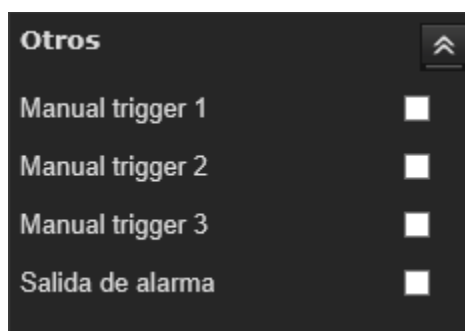 Otros
Manual trigger 1
Manual trigger 2
Manual trigger 3
Salida de alarma